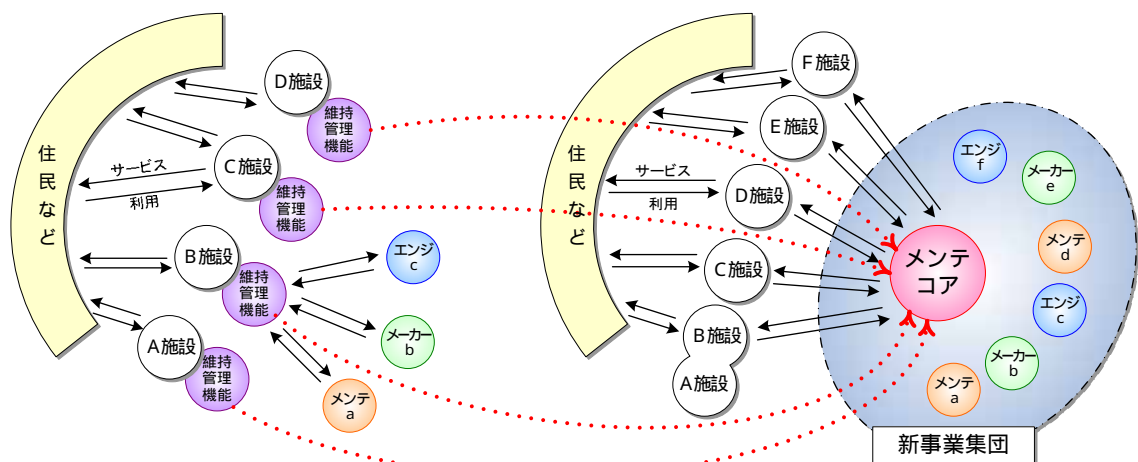 住
民
な
ど
D施設
維持
管理
機能
C施設
維持
管理
機能
サービス
利用
B施設
維持
管理
機能
A施設
維持
管理
機能
エンジ
c
メーカー
b
メンテ
a
住
民
な
ど
F施設
E施設
サービス
利用
D施設
C施設
B施設
A施設
メンテ
コア
エンジ
f
メーカー
e
メンテ
d
エンジ
c
メーカー
b
メンテ
a
新事業集団